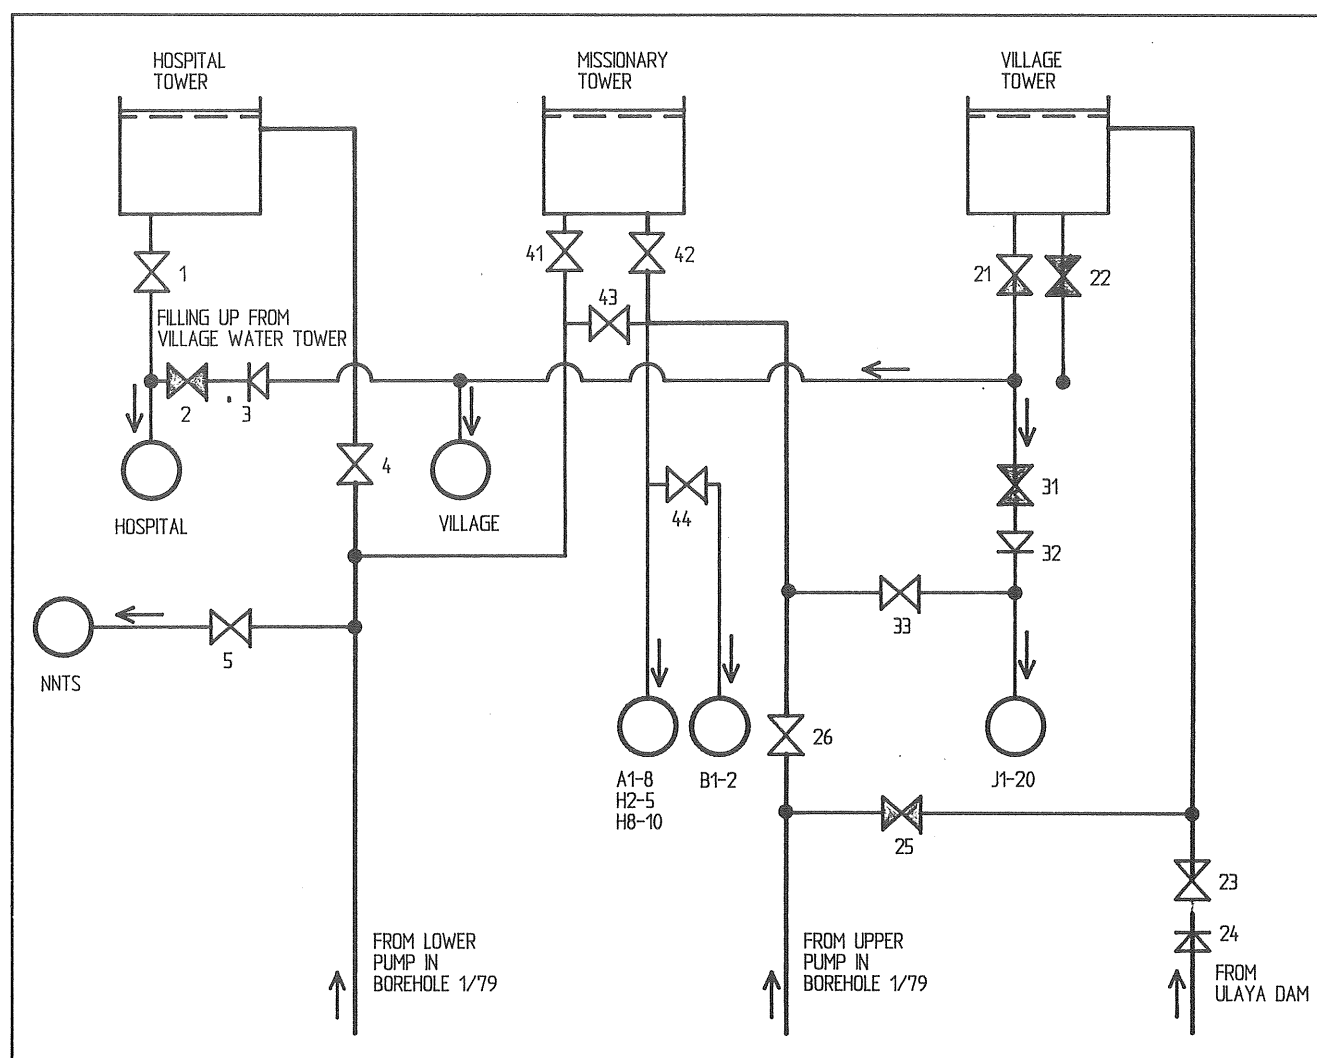 HOSPITAL
TOWER
MISSIONARY
TOWER
VILLAGE
TOWER
41
42
1
21
22
43
FILLING UP FROM
VILLAGE WATER TOWER
2
3
4
31
44
HOSPITAL
VILLAGE
32
33
5
NNTS
26
A1-8
H2-5
H8-10
B1-2
J1-20
25
23
24
FROM LOWER
PUMP IN
BOREHOLE 1/79
FROM UPPER
PUMP IN
BOREHOLE 1/79
FROM
ULAYA DAM